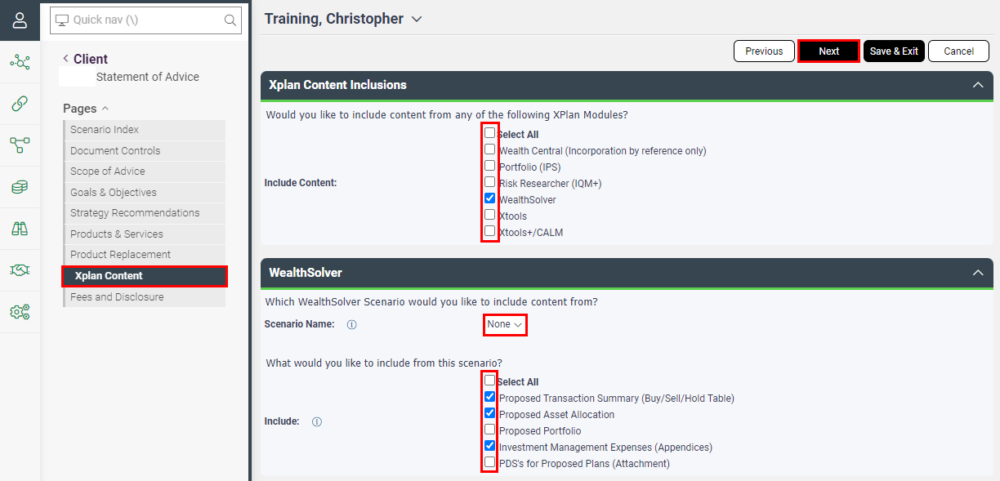 Quick nav (\)
Client
Statement of Advice
Pages
Scenario Index
Document Controls
Scope of Advice
Goals & Objectives
Strategy Recommendations
Products & Services
Product Replacement
Xplan Content
Fees and Disclosure
Training, Christopher
Previous
Next
Save & Exit
Cancel
Xplan Content Inclusions
Would you like to include content from any of the following XPlan Modules?
Include Content:
Select All
Wealth Central (Incorporation by reference only)
Portfolio (IPS)
Risk Researcher (IQM+)
WealthSolver
Xtools
Xtools+/CALM
WealthSolver
Which WealthSolver Scenario would you like to include content from?
Scenario Name:
None
What would you like to include from this scenario?
Include:
Select All
Proposed Transaction Summary (Buy/Sell/Hold Table)
Proposed Asset Allocation
Proposed Portfolio
Investment Management Expenses (Appendices)
PDS's for Proposed Plans (Attachment)